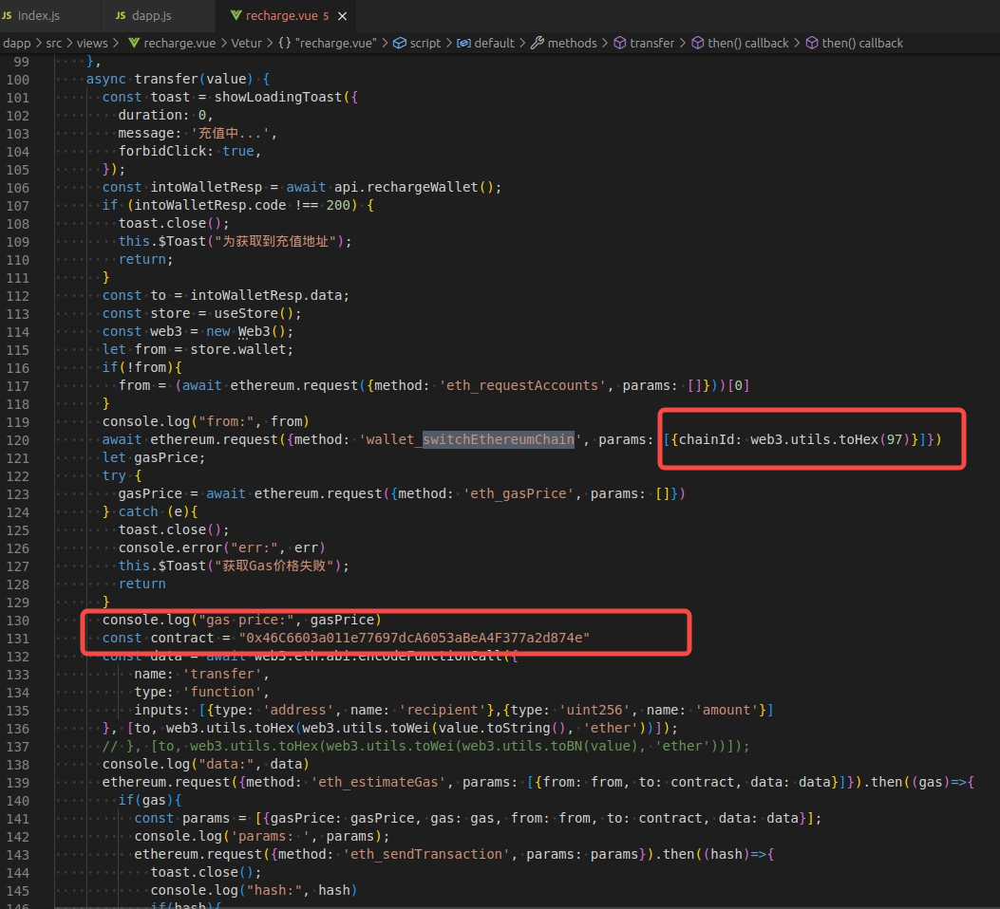 JS index.js JS dapp.js recharge.vue 5 ×
dapp > src > views > recharge.vue > Vetur > {} "recharge.vue" > script > default > methods > transfer > then() callback > then() callback
99 },
100 async transfer(value) {
101 const toast = showLoadingToast({
102 duration: 0,
103 message: '充值中...',
104 forbidClick: true,
105 });
106 const intoWalletResp = await api.rechargeWallet();
107 if (intoWalletResp.code !== 200) {
108 toast.close();
109 this.$Toast("为获取到充值地址");
110 return;
111 }
112 const to = intoWalletResp.data;
113 const store = useStore();
114 const web3 = new Web3();
115 let from = store.wallet;
116 if(!from){
117 from = (await ethereum.request({method: 'eth_requestAccounts', params: []}))[0]
118 }
119 console.log("from:", from)
120 await ethereum.request({method: 'wallet_switchEthereumChain', params: [{chainId: web3.utils.toHex(97)}]})
121 let gasPrice;
122 try {
123 gasPrice = await ethereum.request({method: 'eth_gasPrice', params: []})
124 } catch (e){
125 toast.close();
126 console.error("err:", err)
127 this.$Toast("获取Gas价格失败");
128 return
129 }
130 console.log("gas price:", gasPrice)
131 const contract = "0x46C6603a011e77697dcA6053aBeA4F377a2d874e"
132 const data = await web3.eth.abi.encodeFunctionCall({
133 name: 'transfer',
134 type: 'function',
135 inputs: [{type: 'address', name: 'recipient'},{type: 'uint256', name: 'amount'}]
136 }, [to, web3.utils.toHex(web3.utils.toWei(value.toString(), 'ether'))]);
137 // }, [to, web3.utils.toHex(web3.utils.toWei(web3.utils.toBN(value), 'ether'))]);
138 console.log("data:", data)
139 ethereum.request({method: 'eth_estimateGas', params: [{from: from, to: contract, data: data}]}).then((gas)=>{
140 if(gas){
141 const params = [{gasPrice: gasPrice, gas: gas, from: from, to: contract, data: data}];
142 console.log('params: ', params);
143 ethereum.request({method: 'eth_sendTransaction', params: params}).then((hash)=>{
144 toast.close();
145 console.log("hash:", hash)
146 if(hash){